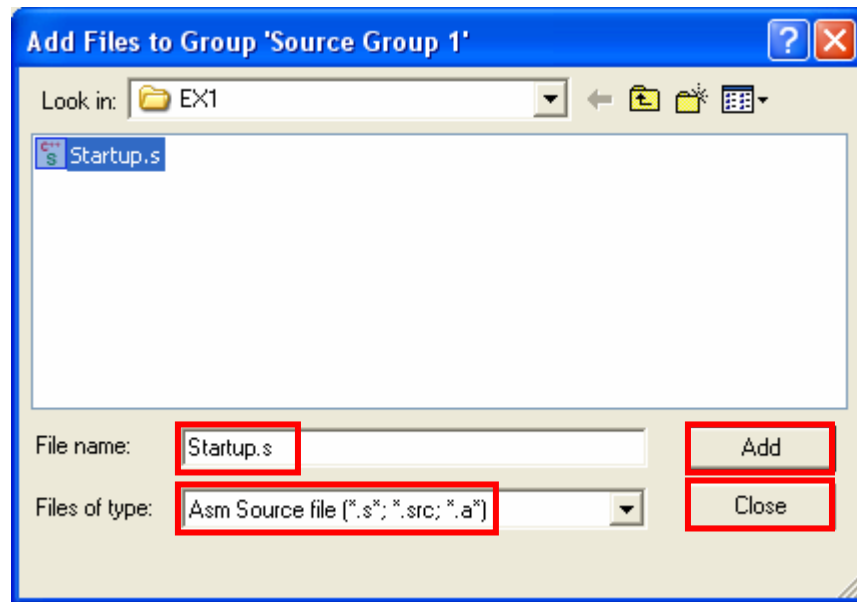 Add Files to Group 'Source Group 1'
Look in: EX1
Startup.s
File name: Startup.s
Add
Files of type: Asm Source file (*.s*; *.src; *.a*)
Close